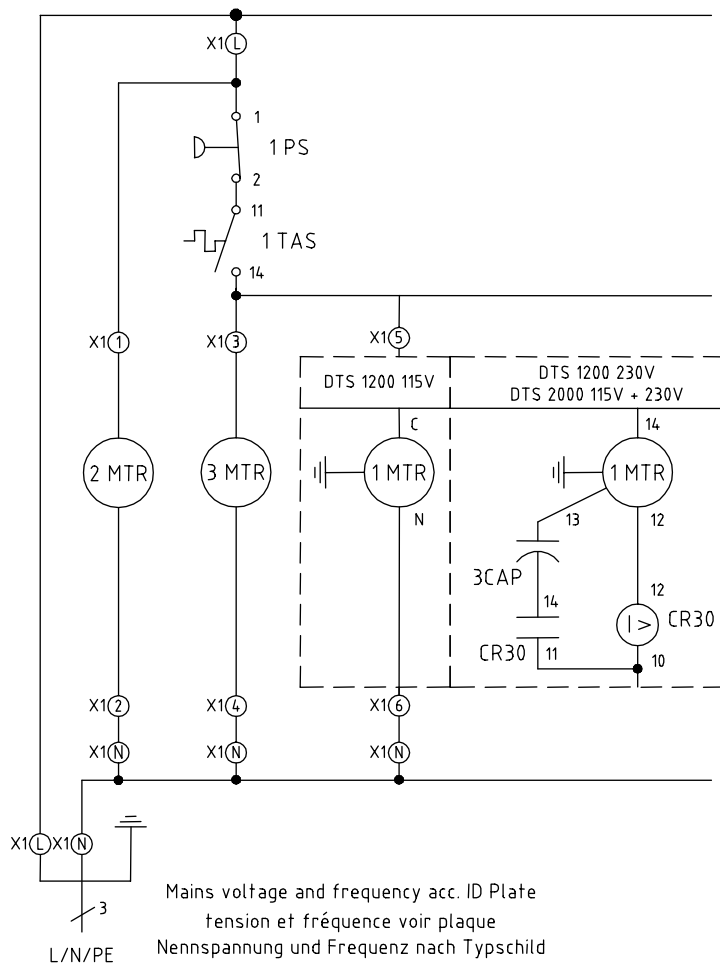 X1 L
1
1 PS
2
11
1 TAS
14
X1 1
X1 3
X1 5
DTS 1200 115V
DTS 1200 230V
DTS 2000 115V + 230V
C
14
2 MTR
3 MTR
1 MTR
1 MTR
N
13
12
3CAP
12
14
I >
CR30
CR30
11
10
X1 2
X1 4
X1 6
X1 N
X1 N
X1 N
X1 L
X1 N
3
L/N/PE
Mains voltage and frequency acc. ID Plate
tension et fréquence voir plaque
Nennspannung und Frequenz nach Typschild